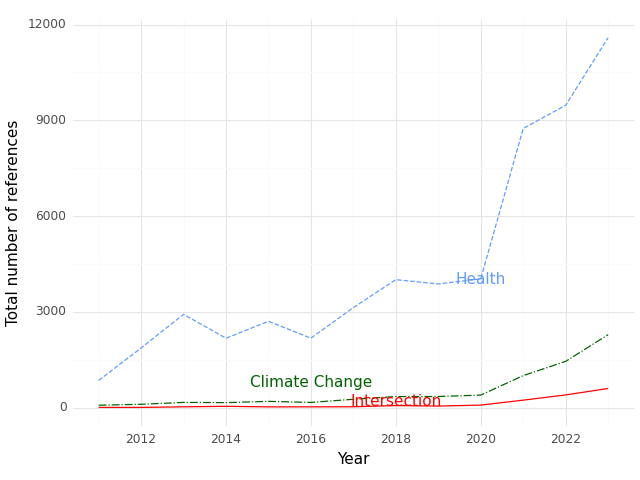 12000
9000
6000
3000
0
Total number of references
Health
Climate Change
Intersection
2012 2014 2016 2018 2020 2022
Year